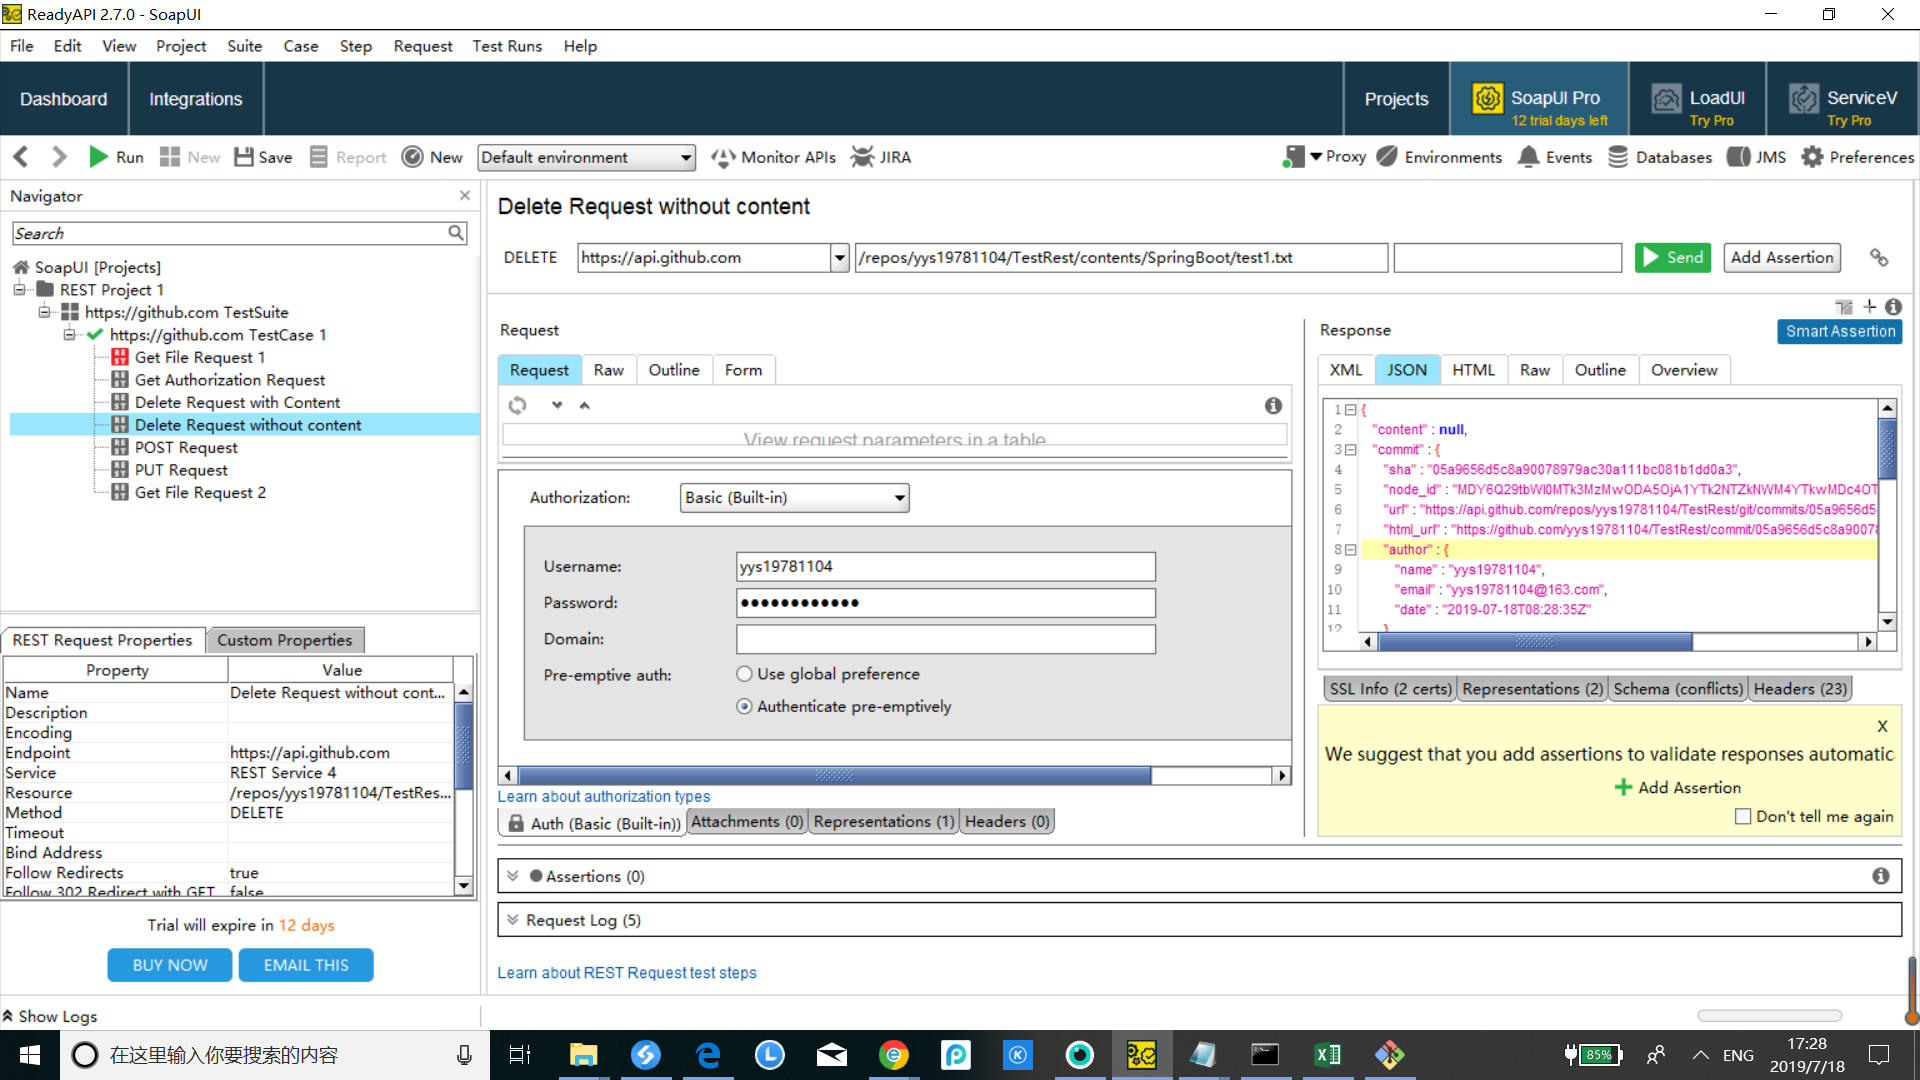 ReadyAPI 2.7.0 - SoapUI
File Edit View Project Suite Case Step Request Test Runs Help
Dashboard Integrations Projects SoapUI Pro LoadUI ServiceV
12 trial days left Try Pro Try Pro
Run New Save Report New Default environment Monitor APIs JIRA Proxy Environments Events Databases JMS Preferences
Navigator
Search
SoapUI [Projects]
REST Project 1
https://github.com TestSuite
https://github.com TestCase 1
Get File Request 1
Get Authorization Request
Delete Request with Content
Delete Request without content
POST Request
PUT Request
Get File Request 2
REST Request Properties Custom Properties
Property Value
Name Delete Request without cont...
Description
Encoding
Endpoint https://api.github.com
Service REST Service 4
Resource /repos/yys19781104/TestRes...
Method DELETE
Timeout
Bind Address
Follow Redirects true
Follow 302 Redirect with GET false
Trial will expire in 12 days
BUY NOW EMAIL THIS
Show Logs
Delete Request without content
DELETE https://api.github.com /repos/yys19781104/TestRest/contents/SpringBoot/test1.txt Send Add Assertion
Request
Request Raw Outline Form
View request parameters in a table
Authorization: Basic (Built-in)
Username: yys19781104
Password: ●●●●●●●●●●●●
Domain:
Pre-emptive auth: Use global preference
Authenticate pre-emptively
Learn about authorization types
Auth (Basic (Built-in)) Attachments (0) Representations (1) Headers (0)
Response
Smart Assertion
XML JSON HTML Raw Outline Overview
1 {
2 "content" : null,
3 "commit" : {
4 "sha" : "05a9656d5c8a90078979ac30a111bc081b1dd0a3",
5 "node_id" : "MDY6Q29tbWl0MTk3MzMwODA5OjA1YTk2NTZkNWM4YTkwMDc4OT
6 "url" : "https://api.github.com/repos/yys19781104/TestRest/git/commits/05a9656d5
7 "html_url" : "https://github.com/yys19781104/TestRest/commit/05a9656d5c8a9007
8 "author" : {
9 "name" : "yys19781104",
10 "email" : "yys19781104@163.com",
11 "date" : "2019-07-18T08:28:35Z"
12 }
SSL Info (2 certs) Representations (2) Schema (conflicts) Headers (23)
X
We suggest that you add assertions to validate responses automatic
Add Assertion
Don't tell me again
Assertions (0)
Request Log (5)
Learn about REST Request test steps
在这里输入你要搜索的内容
85%
ENG
17:28
2019/7/18